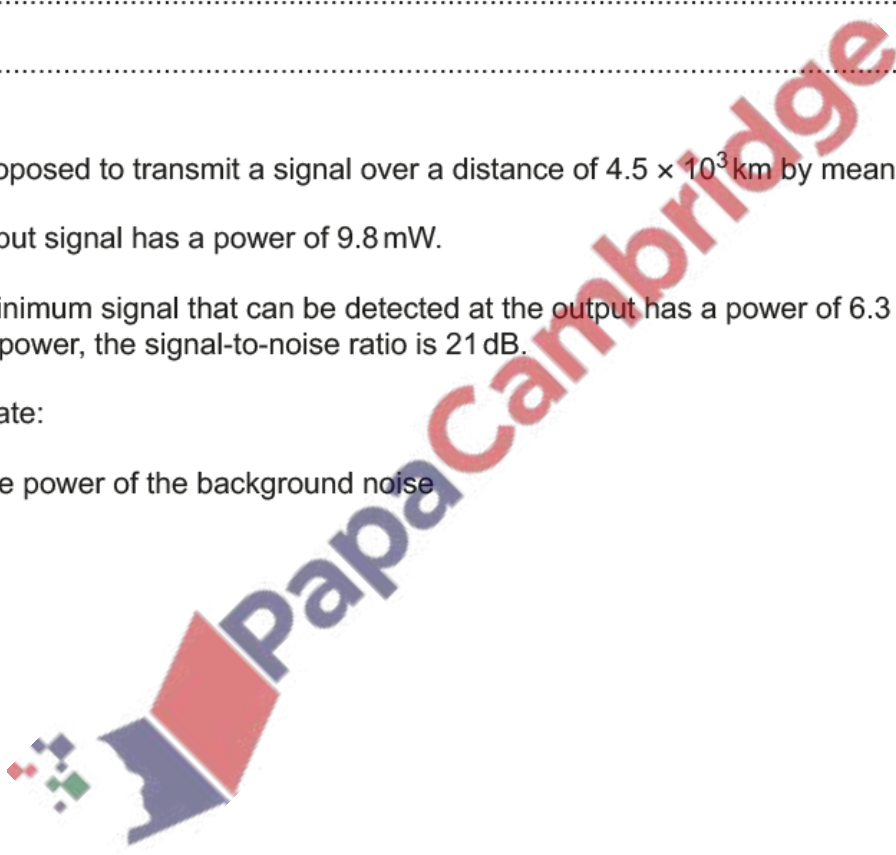 oposed to transmit a signal over a distance of 4.5 × 10³ km by mean
out signal has a power of 9.8 mW.
inimum signal that can be detected at the output has a power of 6.3
power, the signal-to-noise ratio is 21 dB.
ate:
e power of the background noise
PapaCambridge